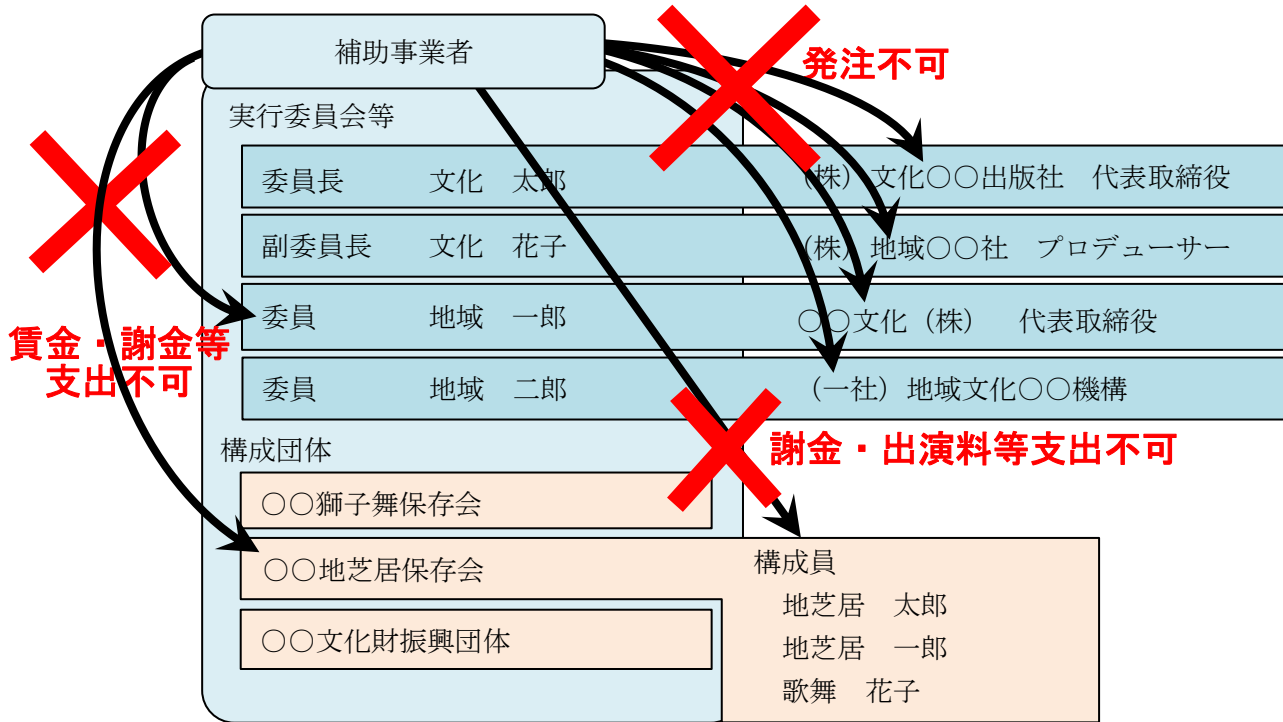 補助事業者
発注不可
実行委員会等
委員長　文化　太郎　（株）文化○○出版社　代表取締役
副委員長　文化　花子　（株）地域○○社　プロデューサー
委員　地域　一郎　○○文化（株）　代表取締役
賃金・謝金等
支出不可
委員　地域　二郎　（一社）地域文化○○機構
謝金・出演料等支出不可
構成団体
○○獅子舞保存会
○○地芝居保存会
○○文化財振興団体
構成員
地芝居　太郎
地芝居　一郎
歌舞　花子